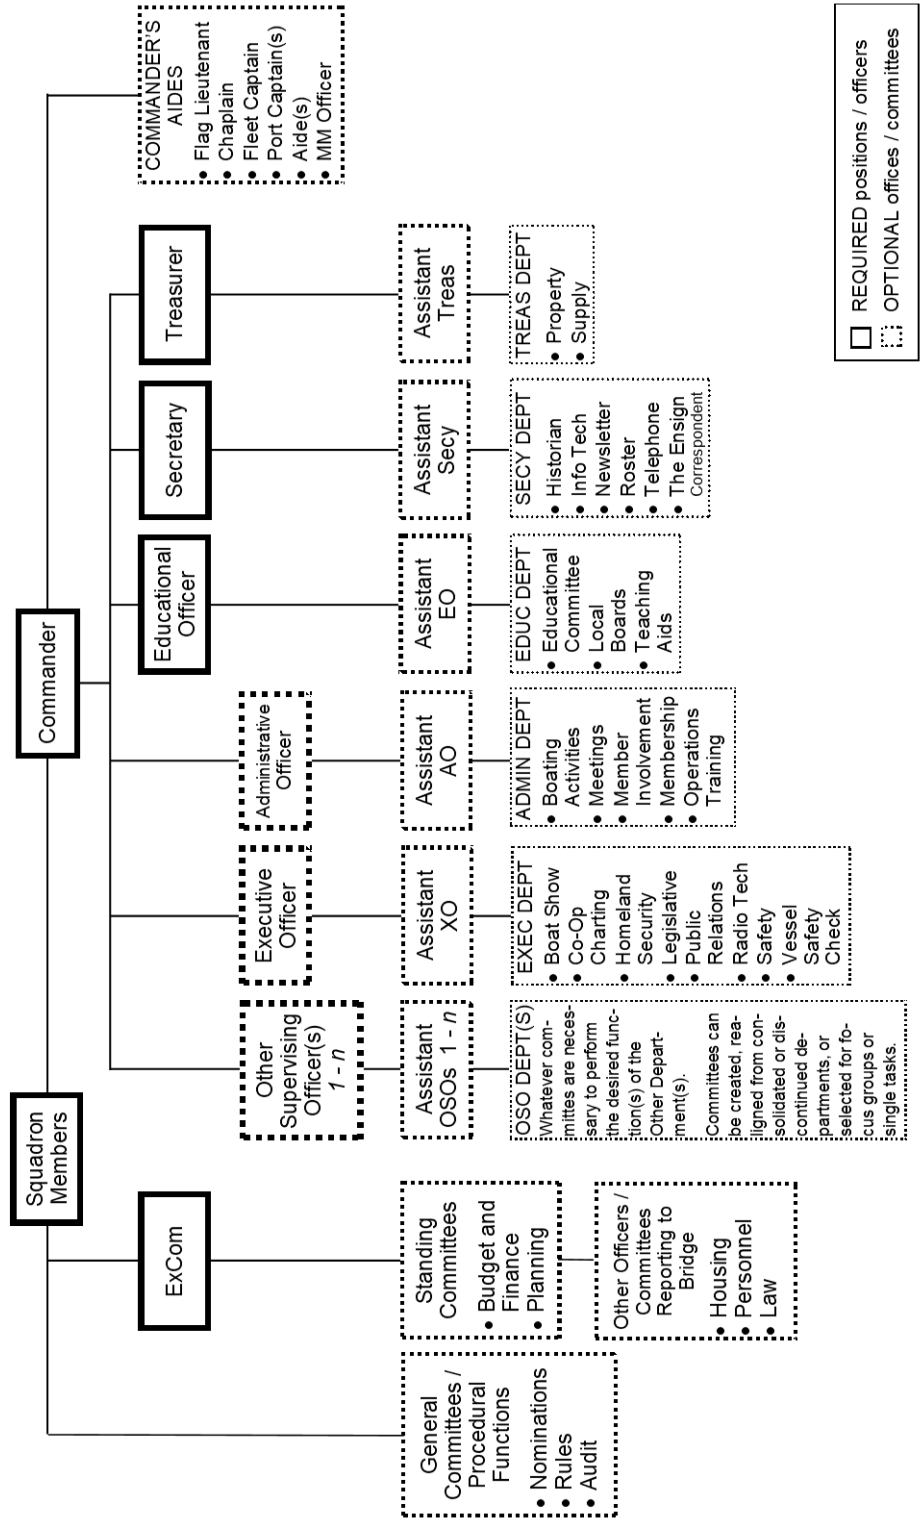 Squadron
Members
Commander
COMMANDER'S
AIDES
• Flag Lieutenant
• Chaplain
• Fleet Captain
• Port Captain(s)
• Aide(s)
• MM Officer
ExCom
Other
Supervising
Officer(s)
1 - n
Executive
Officer
Administrative
Officer
Educational
Officer
Secretary
Treasurer
General
Committees /
Procedural
Functions
• Nominations
• Rules
• Audit
Standing
Committees
• Budget and
Finance
• Planning
Assistant
OSOs 1 - n
Assistant
XO
Assistant
AO
Assistant
EO
Assistant
Secy
Assistant
Treas
Other Officers /
Committees
Reporting to
Bridge
• Housing
• Personnel
• Law
OSO DEPT(S)
Whatever com-
mittes are neces-
sary to perform
the desired func-
tion(s) of the
Other Depart-
ment(s).
Committees can
be created, rea-
ligned from con-
solidated or dis-
continued de-
partments, or
selected for fo-
cus groups or
single tasks.
EXEC DEPT
• Boat Show
• Co-Op
Charting
• Homeland
Security
• Legislative
• Public
Relations
• Radio Tech
• Safety
• Vessel
Safety
Check
ADMIN DEPT
• Boating
Activities
• Meetings
• Member
Involvement
• Membership
• Operations
Training
EDUC DEPT
• Educational
Committee
• Local
Boards
• Teaching
Aids
SECY DEPT
• Historian
• Info Tech
• Newsletter
• Roster
• Telephone
• The Ensign
Correspondent
TREAS DEPT
• Property
• Supply
REQUIRED positions / officers
OPTIONAL offices / committees